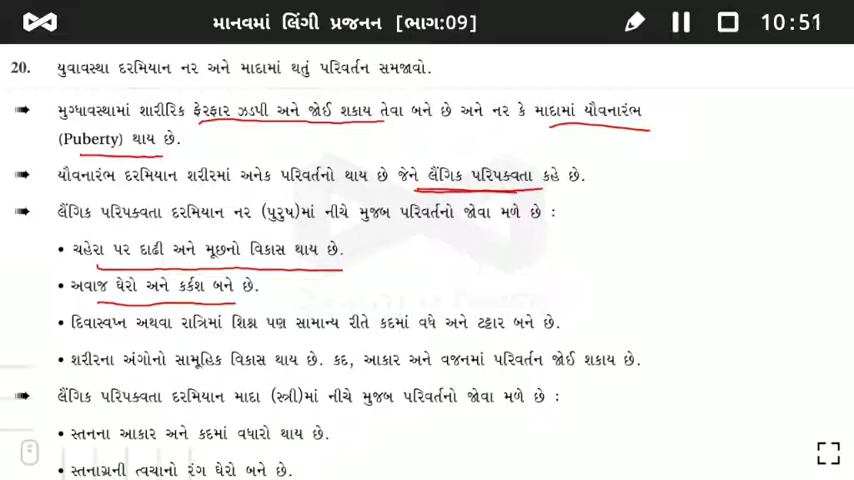 માનવમાં લિંગી પ્રજનન [ભાગ:09]
10:51
20. યુવાવસ્થા દરમિયાન નર અને માદામાં થતું પરિવર્તન સમજાવો.
મુગ્ધાવસ્થામાં શારીરિક ફેરફાર ઝડપી અને જોઈ શકાય તેવા બને છે અને નર કે માદામાં યૌવનારંભ
(Puberty) થાય છે.
યૌવનારંભ દરમિયાન શરીરમાં અનેક પરિવર્તનો થાય છે જેને લૈંગિક પરિપક્વતા કહે છે.
લૈંગિક પરિપક્વતા દરમિયાન નર (પુરુષ)માં નીચે મુજબ પરિવર્તનો જોવા મળે છે :
• ચહેરા પર દાઢી અને મૂછનો વિકાસ થાય છે.
• અવાજ ઘેરો અને કર્કશ બને છે.
• દિવાસ્વપ્ન અથવા રાત્રિમાં શિશ્ન પણ સામાન્ય રીતે કદમાં વધે અને ટટ્ટાર બને છે.
• શરીરના અંગોનો સામૂહિક વિકાસ થાય છે. કદ, આકાર અને વજનમાં પરિવર્તન જોઈ શકાય છે.
લૈંગિક પરિપક્વતા દરમિયાન માદા (સ્ત્રી)માં નીચે મુજબ પરિવર્તનો જોવા મળે છે :
• સ્તનના આકાર અને કદમાં વધારો થાય છે.
• સ્તનાગ્રની ત્વચાનો રંગ ઘેરો બને છે.